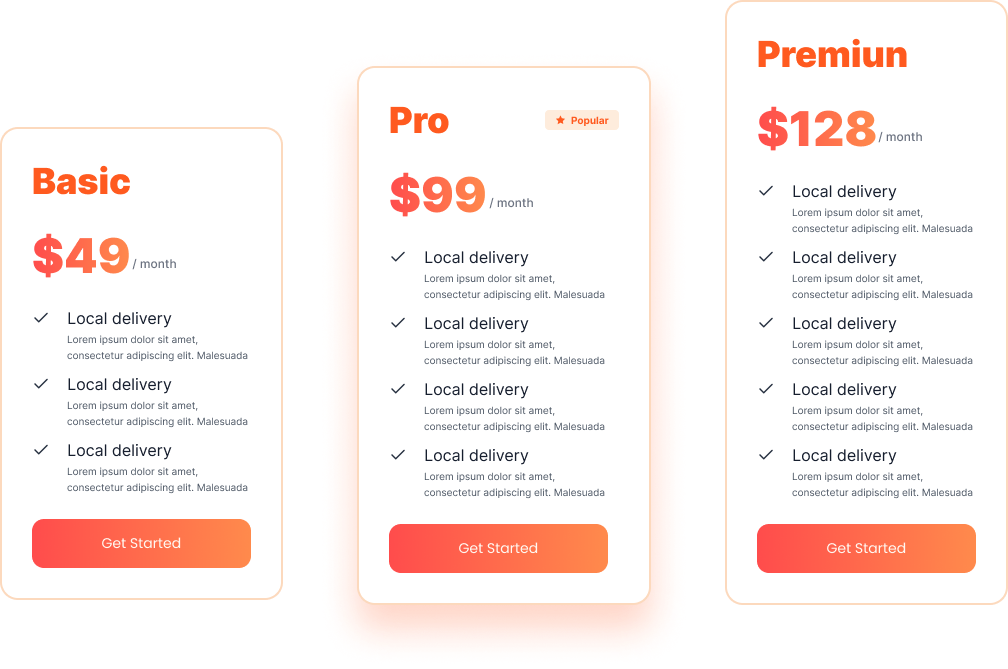 Basic
$49 / month
Local delivery
Lorem ipsum dolor sit amet,
consectetur adipiscing elit. Malesuada
Local delivery
Lorem ipsum dolor sit amet,
consectetur adipiscing elit. Malesuada
Local delivery
Lorem ipsum dolor sit amet,
consectetur adipiscing elit. Malesuada
Get Started
Pro
Popular
$99 / month
Local delivery
Lorem ipsum dolor sit amet,
consectetur adipiscing elit. Malesuada
Local delivery
Lorem ipsum dolor sit amet,
consectetur adipiscing elit. Malesuada
Local delivery
Lorem ipsum dolor sit amet,
consectetur adipiscing elit. Malesuada
Local delivery
Lorem ipsum dolor sit amet,
consectetur adipiscing elit. Malesuada
Get Started
Premiun
$128 / month
Local delivery
Lorem ipsum dolor sit amet,
consectetur adipiscing elit. Malesuada
Local delivery
Lorem ipsum dolor sit amet,
consectetur adipiscing elit. Malesuada
Local delivery
Lorem ipsum dolor sit amet,
consectetur adipiscing elit. Malesuada
Local delivery
Lorem ipsum dolor sit amet,
consectetur adipiscing elit. Malesuada
Local delivery
Lorem ipsum dolor sit amet,
consectetur adipiscing elit. Malesuada
Get Started